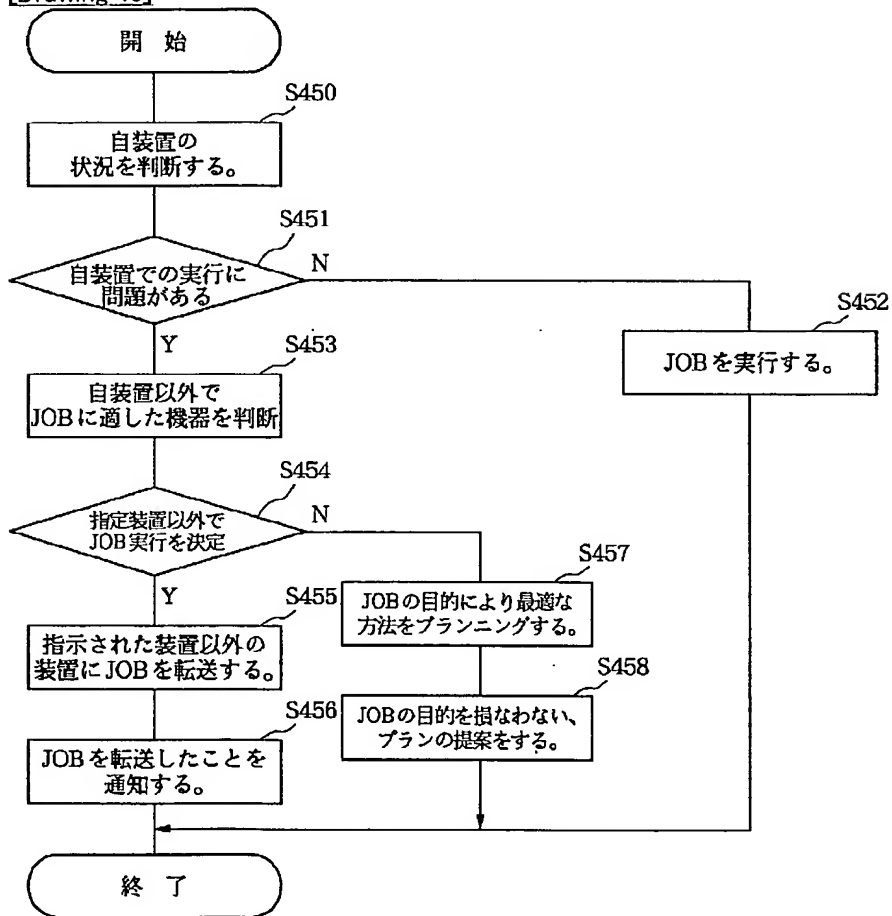 開 始
S450
自装置の
状況を判断する。
S451
自装置での実行に
問題がある
N
Y
S452
JOBを実行する。
S453
自装置以外で
JOBに適した機器を判断
S454
指定装置以外で
JOB実行を決定
N
Y
S455
指示された装置以外の
装置にJOBを転送する。
S456
JOBを転送したことを
通知する。
S457
JOBの目的により最適な
方法をプランニングする。
S458
JOBの目的を損なわない、
プランの提案をする。
終 了